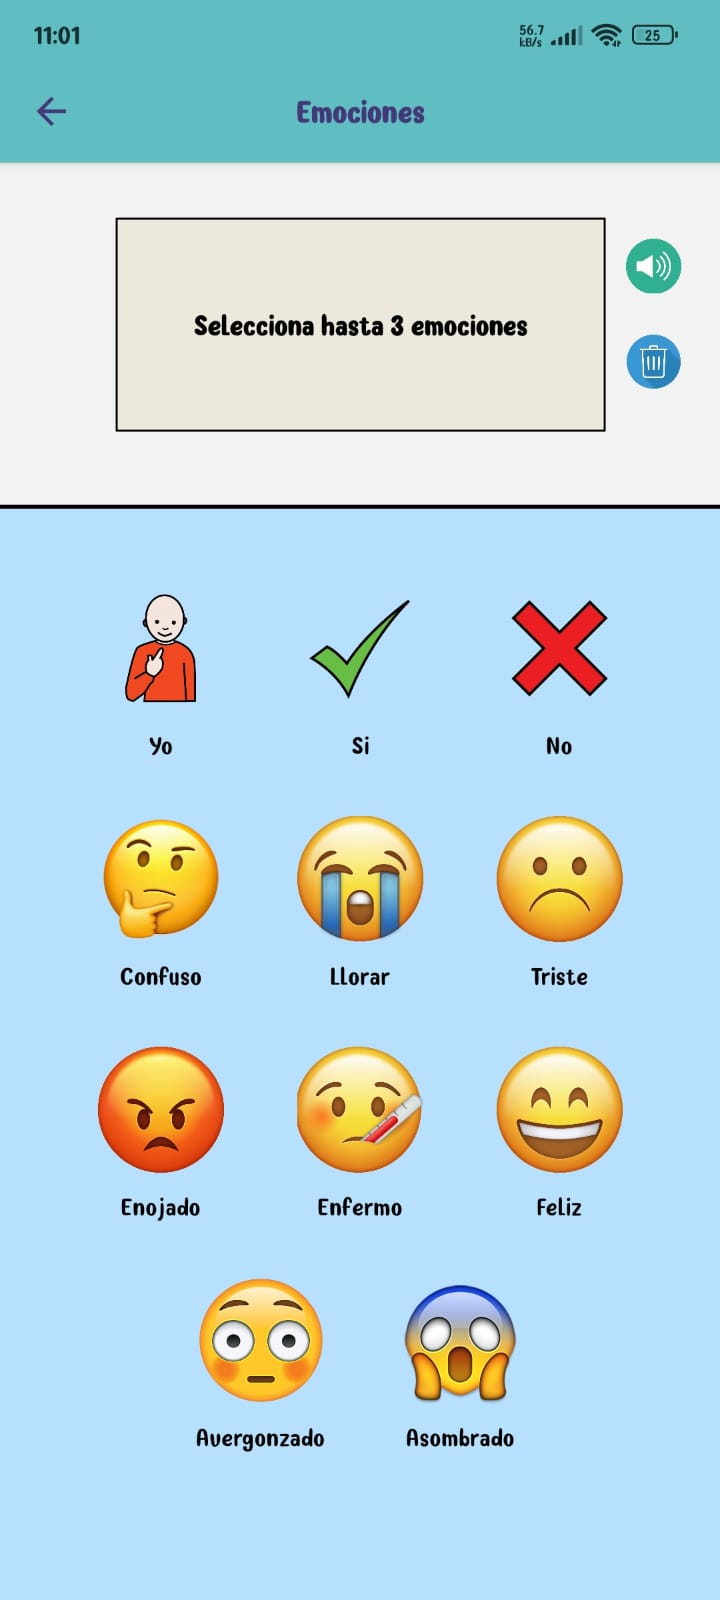 11:01
56.7
kB/s
25
Emociones
Selecciona hasta 3 emociones
Yo
Si
No
Confuso
Llorar
Triste
Enojado
Enfermo
Feliz
Avergonzado
Asombrado